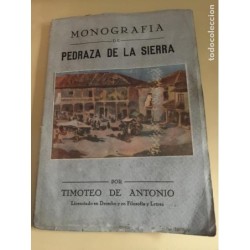 MONOGRAFIA
DE
PEDRAZA DE LA SIERRA
POR
TIMOTEO DE ANTONIO
Licenciado en Derecho y en Filosofía y Letras
todocoleccion